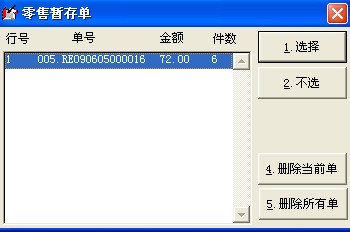 零售暂存单
行号 单号 金额 件数
1 005.RE090605000016 72.00 6
1.选择
2.不选
4.删除当前单
5.删除所有单